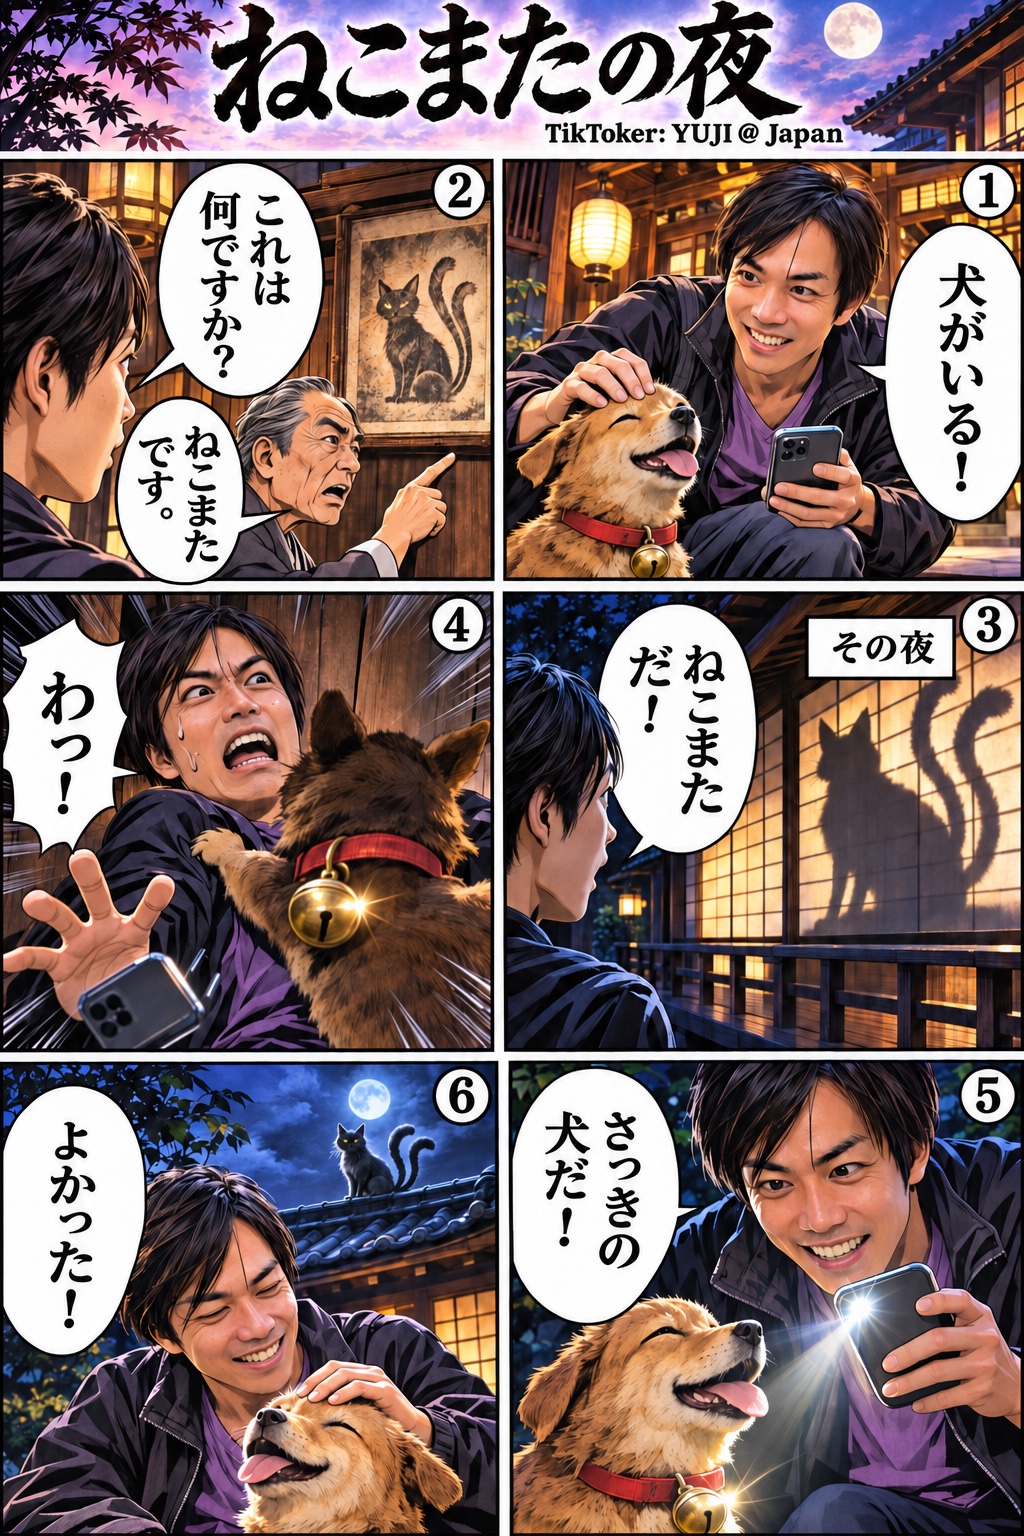 ねこまたの夜
TikToker: YUJI @ Japan
1
犬がいる！
2
これは
何ですか？
ねこまた
です。
3
その夜
ねこまた
だ！
4
わっ！
5
さっきの
犬だ！
6
よかった！